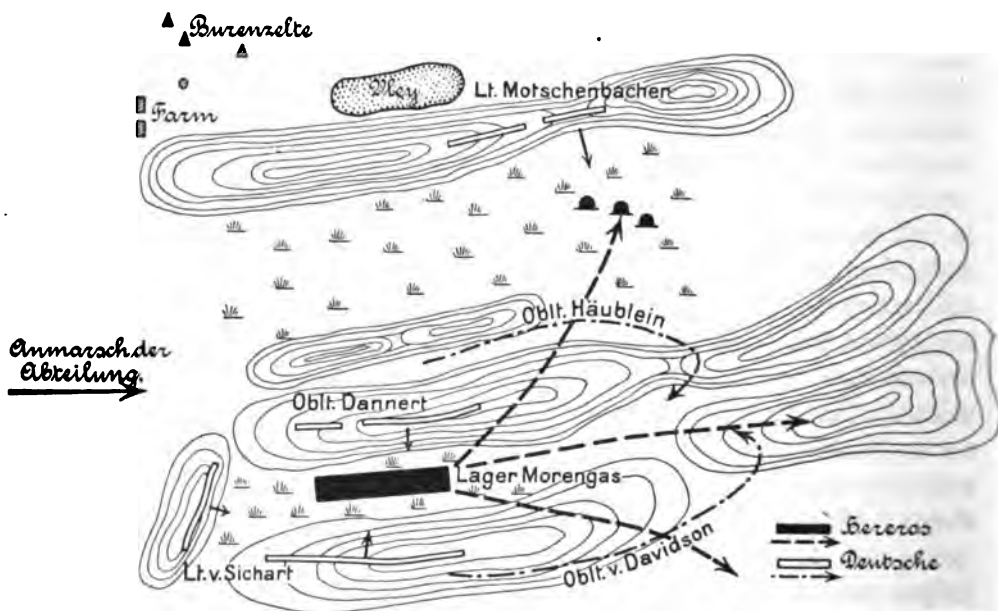 Burenzelte
Vley
Lt. Motschenbacher
Farm
Oblt. Häublein
Anmarsch der
Abteilung.
Oblt. Dannert
Lager Morengas
Lt. v. Sichart
Oblt. v. Davidson
Hereros
Deutsche